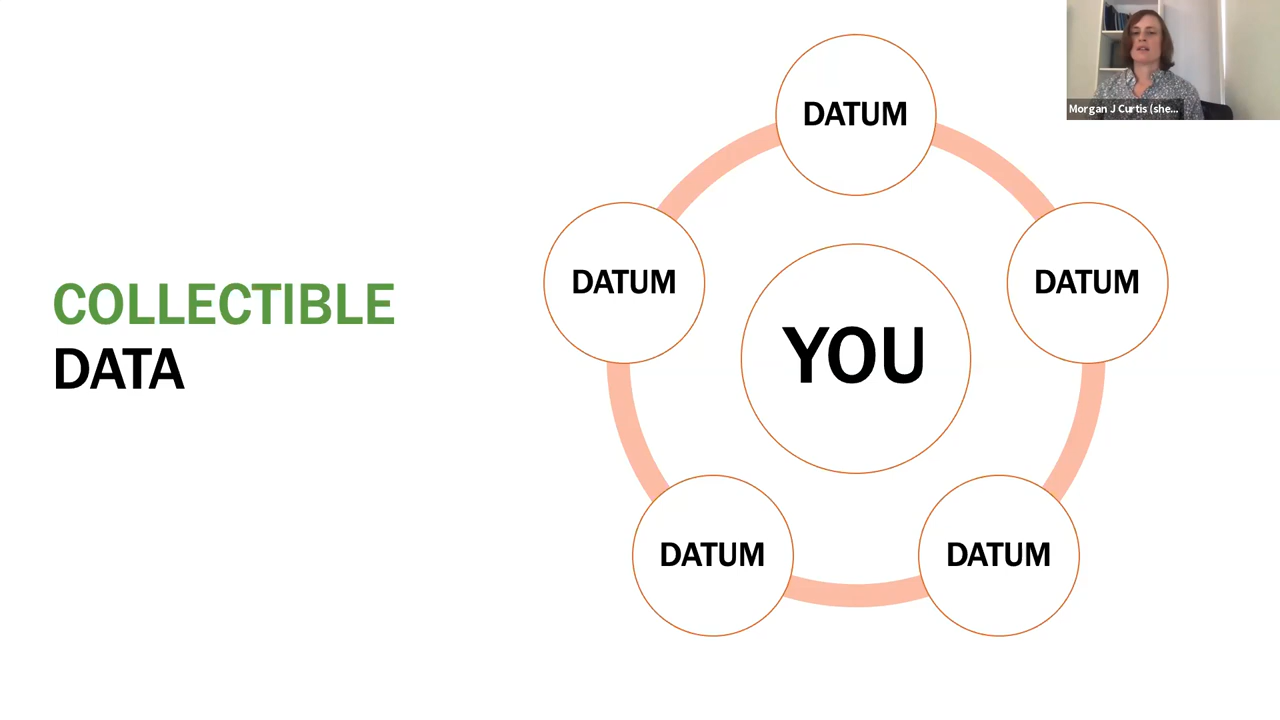 COLLECTIBLE
DATA
DATUM
DATUM
DATUM
YOU
DATUM
DATUM
Morgan J Curtis (she...